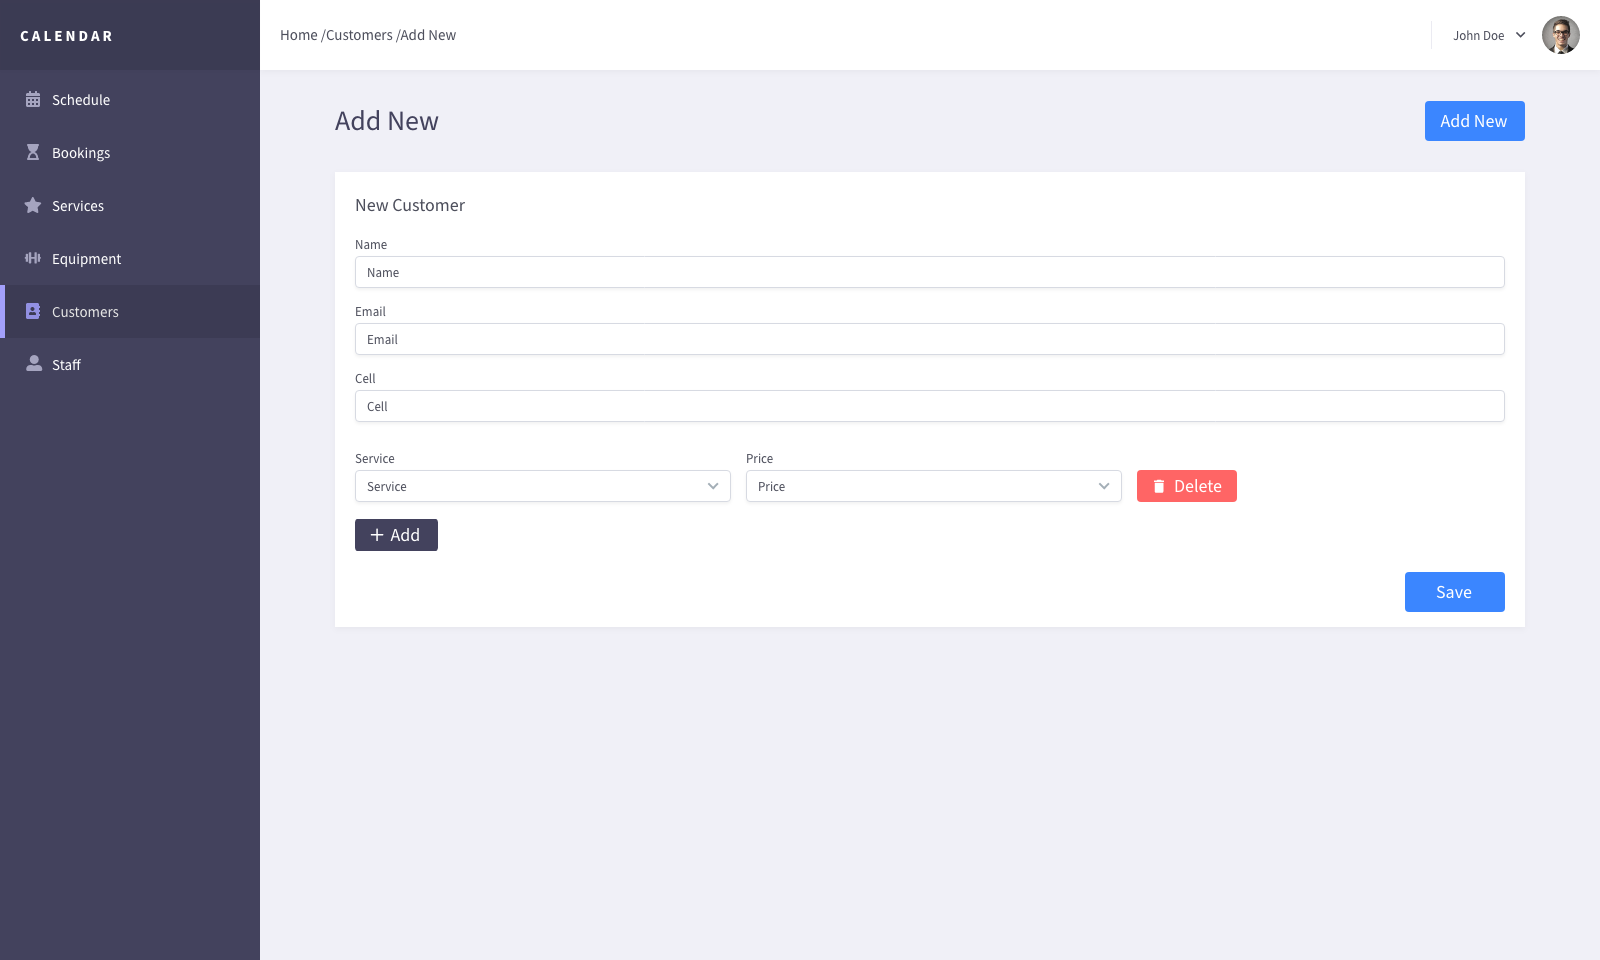 CALENDAR
Home /Customers /Add New
John Doe
Schedule
Bookings
Services
Equipment
Customers
Staff
Add New
Add New
New Customer
Name
Name
Email
Email
Cell
Cell
Service
Price
Service
Price
Delete
+ Add
Save